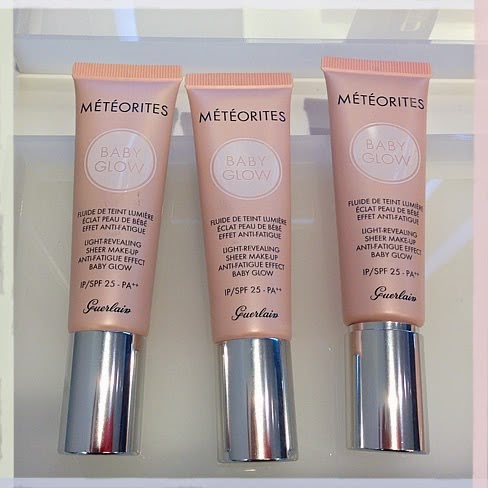 MÉTÉORITES
BABY
GLOW
FLUIDE DE TEINT LUMIÈRE
ÉCLAT PEAU DE BÉBÉ
EFFET ANTI-FATIGUE
LIGHT-REVEALING
SHEER MAKE-UP
ANTI-FATIGUE EFFECT
BABY GLOW
IP/SPF 25 - PA++
Guerlain
MÉTÉORITES
BABY
GLOW
FLUIDE DE TEINT LUMIÈRE
ÉCLAT PEAU DE BÉBÉ
EFFET ANTI-FATIGUE
LIGHT-REVEALING
SHEER MAKE-UP
ANTI-FATIGUE EFFECT
BABY GLOW
IP/SPF 25 - PA++
Guerlain
MÉTÉORITES
BABY
GLOW
FLUIDE DE TEINT LUMIÈRE
ÉCLAT PEAU DE BÉBÉ
EFFET ANTI-FATIGUE
LIGHT-REVEALING
SHEER MAKE-UP
ANTI-FATIGUE EFFECT
BABY GLOW
IP/SPF 25 - PA++
Guerlain